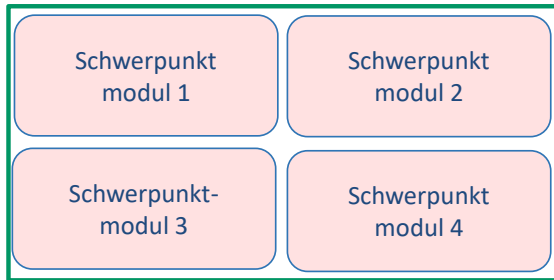 Schwerpunkt
modul 1
Schwerpunkt
modul 2
Schwerpunkt-
modul 3
Schwerpunkt
modul 4